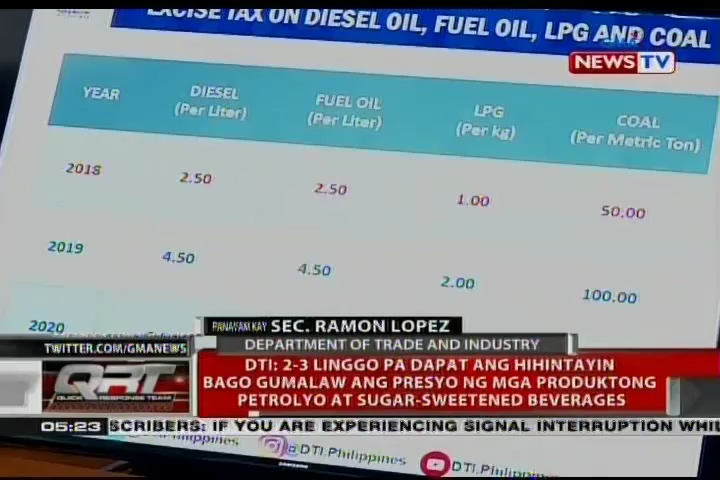 EXCISE TAX ON DIESEL OIL, FUEL OIL, LPG AND COAL
NEWS TV
YEAR DIESEL (Per Liter) FUEL OIL (Per Liter) LPG (Per kg) COAL (Per Metric Ton)
2018 2.50 2.50 1.00 50.00
2019 4.50 4.50 2.00 100.00
2020
PANAYAM KAY SEC. RAMON LOPEZ
TWITTER.COM/GMANEWS
DEPARTMENT OF TRADE AND INDUSTRY
QRT
QUICK RESPONSE TEAM
DTI: 2-3 LINGGO PA DAPAT ANG HIHINTAYIN
BAGO GUMALAW ANG PRESYO NG MGA PRODUKTONG
PETROLYO AT SUGAR-SWEETENED BEVERAGES
05:23 SCRIBERS: IF YOU ARE EXPERIENCING SIGNAL INTERRUPTION WHIL
Philippines @DTI.Philippines DTI.Philippines
SAMSUNG